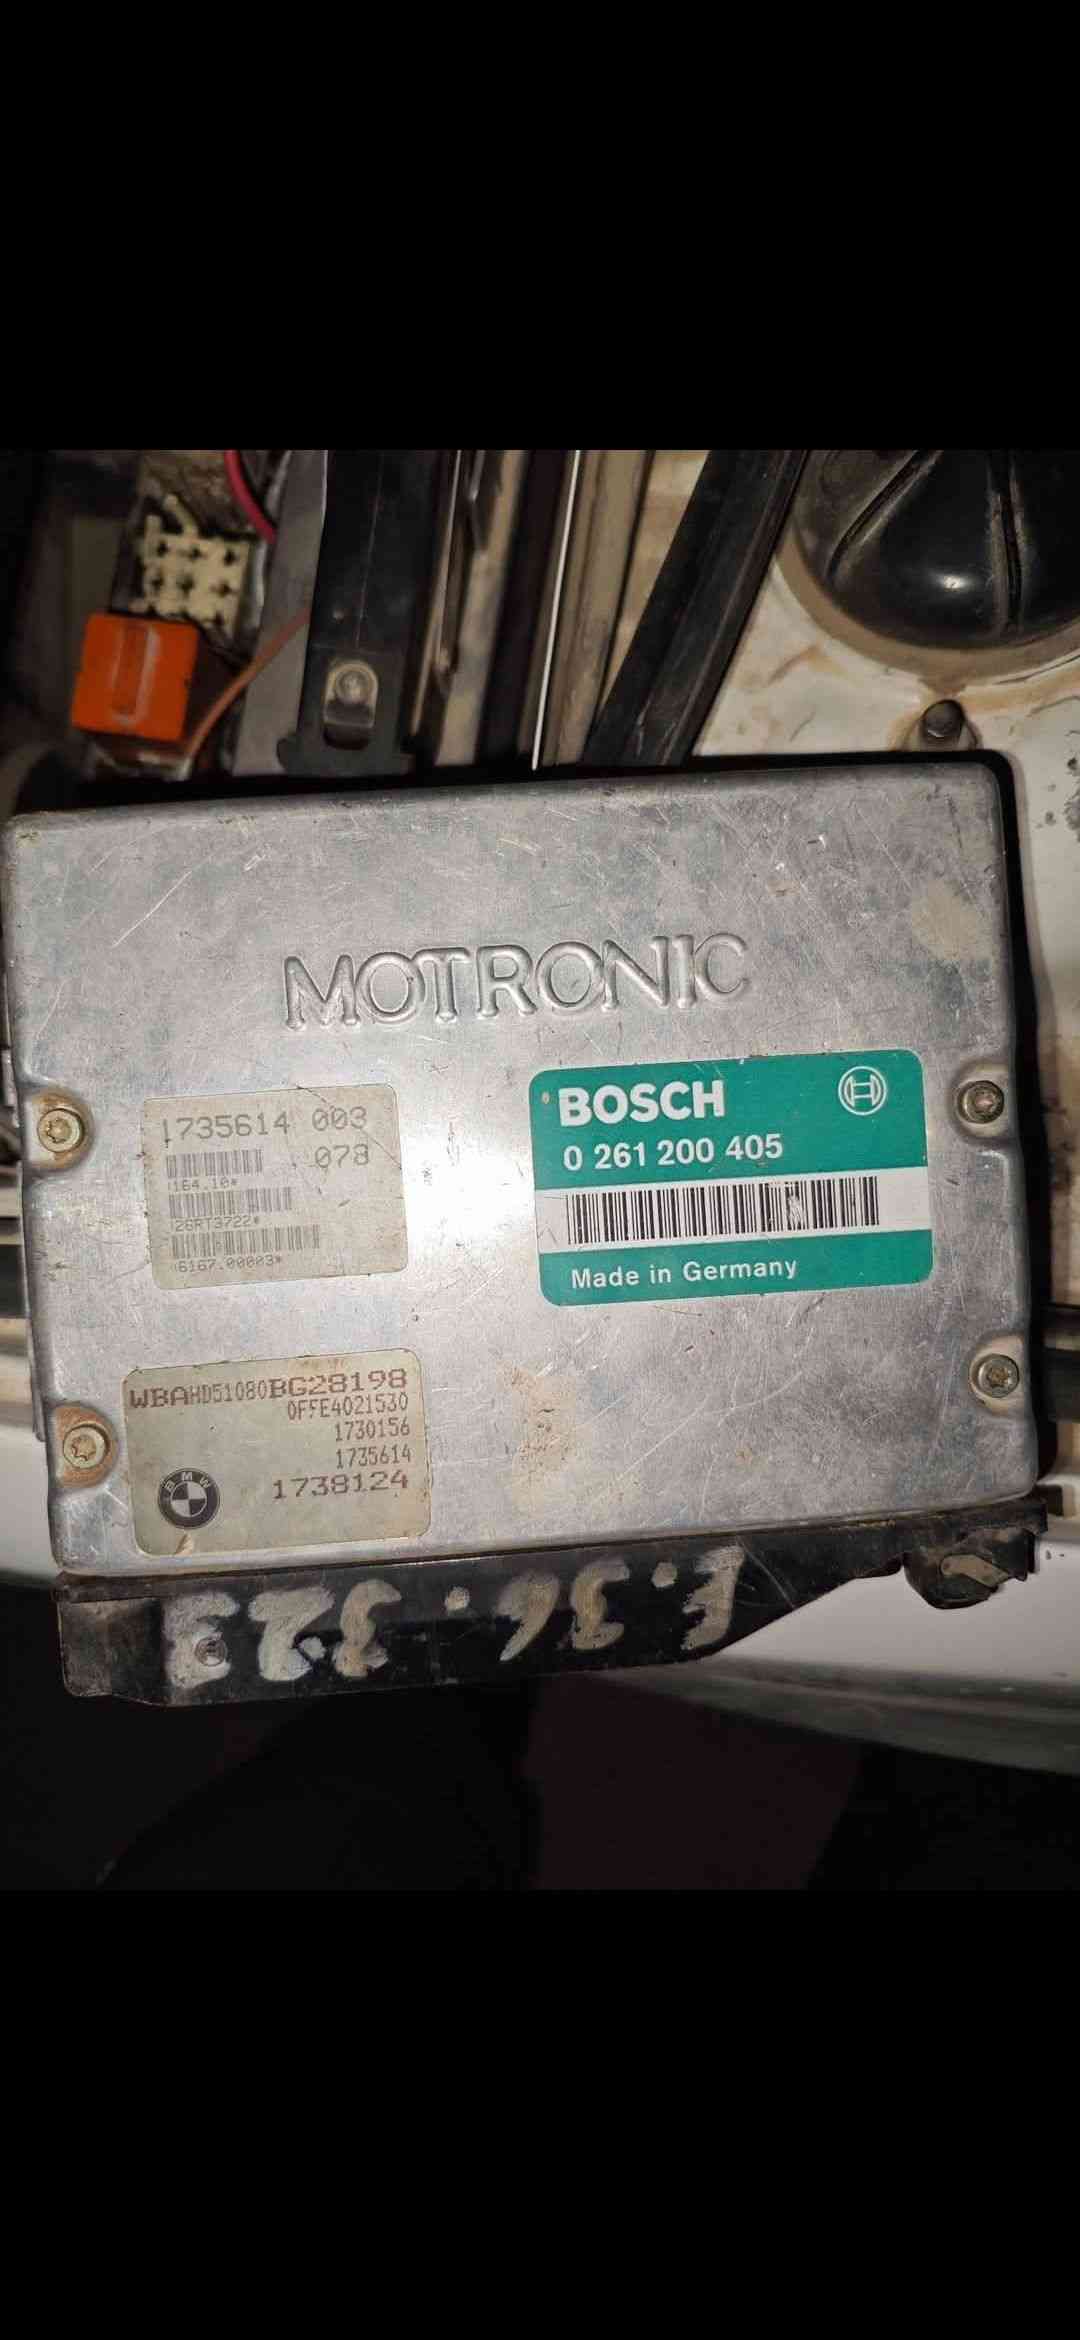 MOTRONIC
1735614 003
078
164.10*
26RT3722*
6167.00003*
BOSCH
0 261 200 405
Made in Germany
WBAHD51080BG28198
0FFE4021530
1730156
1735614
1738124
BMW
E.36.323